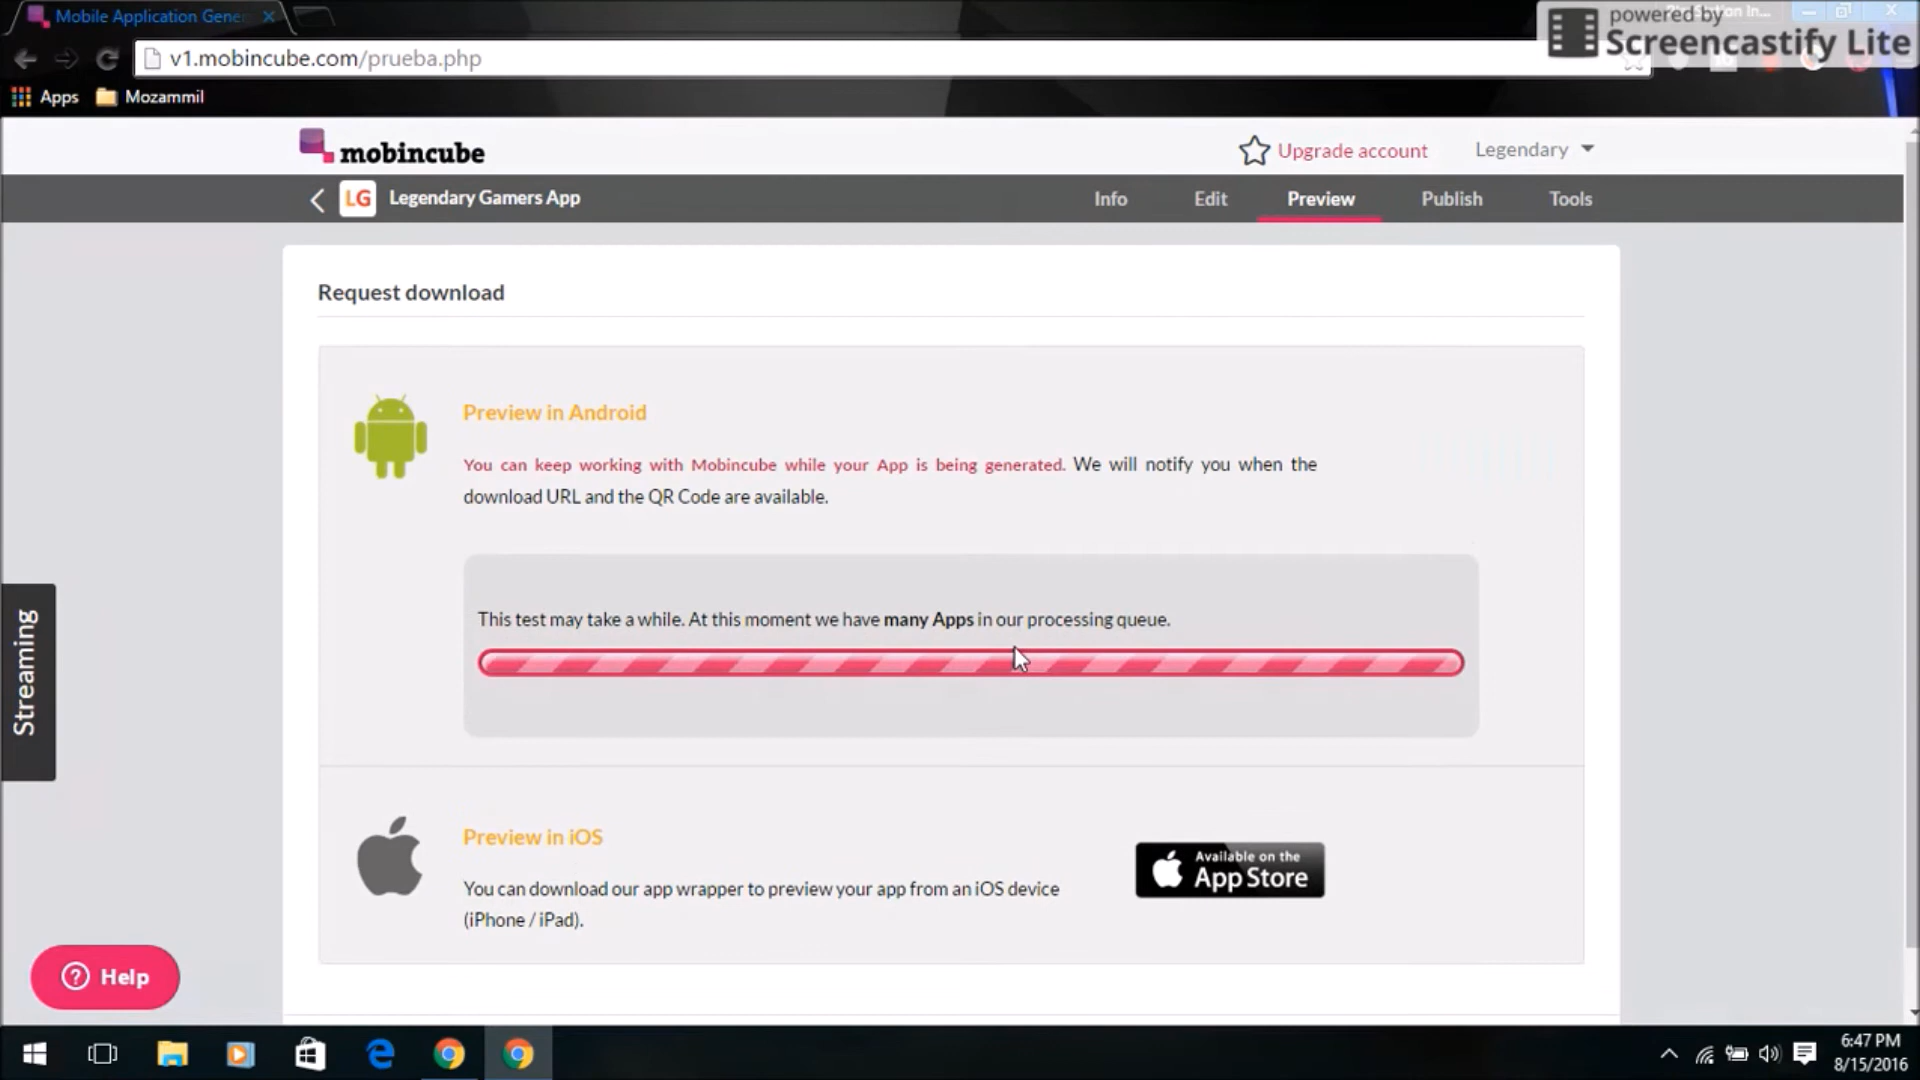 Mobile Application Gene
powered by
Screencastify Lite
v1.mobincube.com/prueba.php
Apps
Mozammil
mobincube
Upgrade account
Legendary
LG
Legendary Gamers App
Info
Edit
Preview
Publish
Tools
Request download
Preview in Android
You can keep working with Mobincube while your App is being generated. We will notify you when the
download URL and the QR Code are available.
This test may take a while. At this moment we have many Apps in our processing queue.
Streaming
Preview in iOS
You can download our app wrapper to preview your app from an iOS device
(iPhone / iPad).
Available on the
App Store
? Help
6:47 PM
8/15/2016